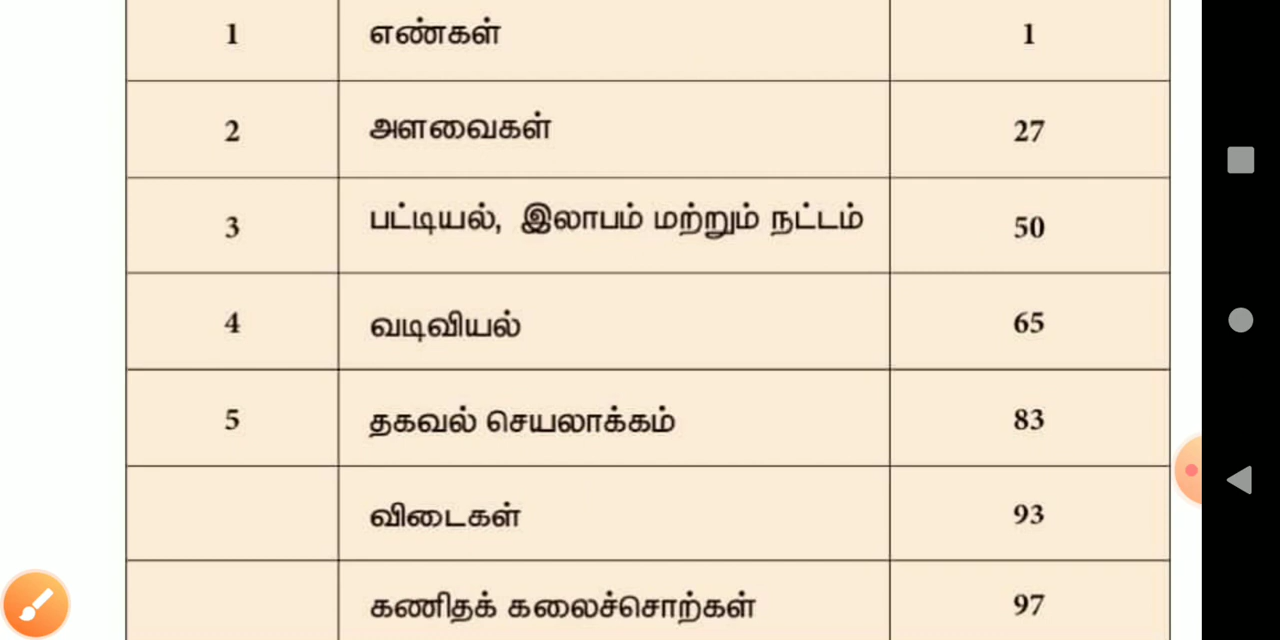 1 எண்கள் 1
2 அளவைகள் 27
3 பட்டியல், இலாபம் மற்றும் நட்டம் 50
4 வடிவியல் 65
5 தகவல் செயலாக்கம் 83
விடைகள் 93
கணிதக் கலைச்சொற்கள் 97